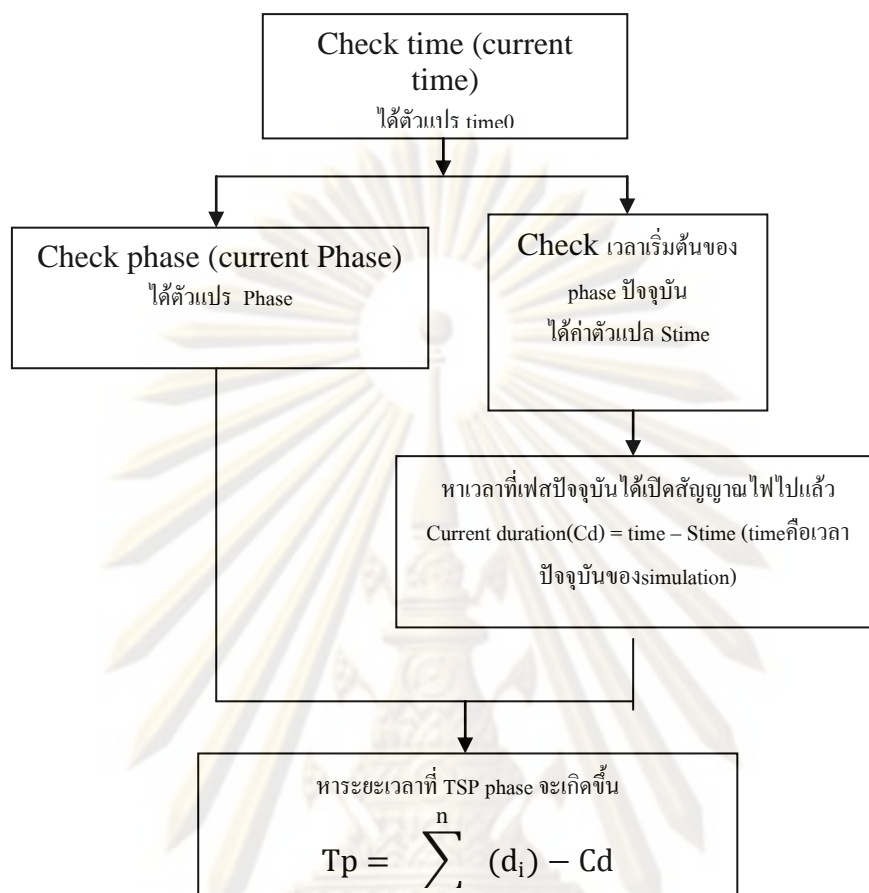 Check time (current
time)
ได้ตัวแปร time0
Check phase (current Phase)
ได้ตัวแปร Phase
Check เวลาเริ่มต้นของ
phase ปัจจุบัน
ได้ค่าตัวแปล Stime
หาเวลาที่เฟสปัจจุบันได้เปิดสัญญาณไฟไปแล้ว
Current duration(Cd) = time – Stime (timeคือเวลา
ปัจจุบันของsimulation)
หาระยะเวลาที่ TSP phase จะเกิดขึ้น
n
Tp = ∑ (dᵢ) − Cd